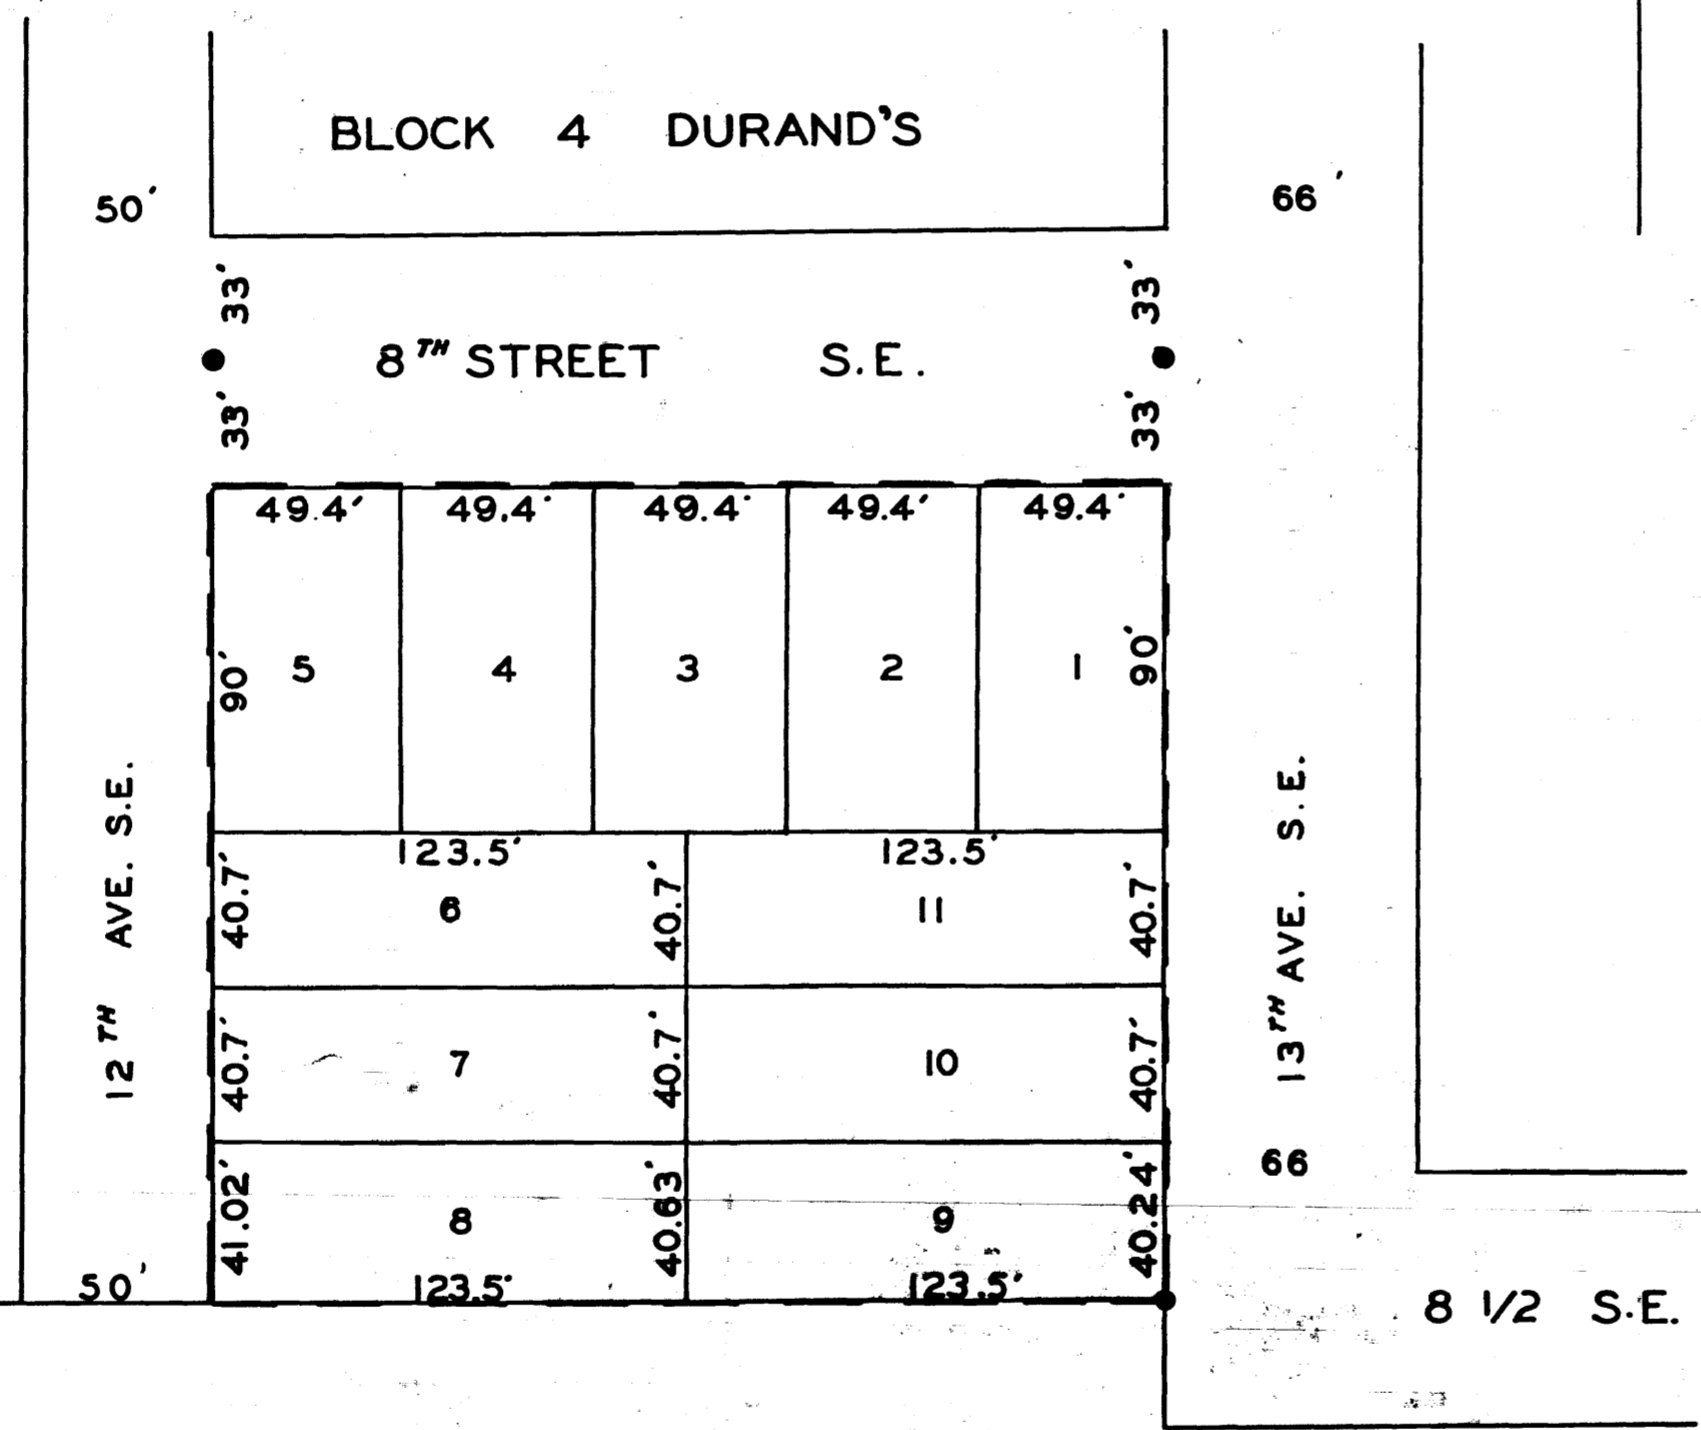 BLOCK 4 DURAND'S
50'
66'
33'
33'
8TH STREET S.E.
33'
33'
49.4' 49.4' 49.4' 49.4' 49.4'
90' 5 4 3 2 1 90'
12TH AVE. S.E.
13TH AVE. S.E.
123.5' 123.5'
40.7' 6 40.7' 11 40.7'
40.7' 7 40.7' 10 40.7'
66
41.02' 8 40.63' 9 40.24'
50' 123.5' 123.5'
8 1/2 S.E.